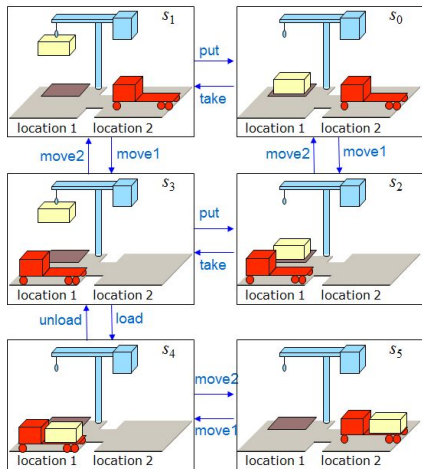 s₁
s₀
put
take
location 1 location 2
location 1 location 2
move2
move1
move2
move1
s₃
s₂
put
take
location 1 location 2
location 1 location 2
unload
load
s₄
s₅
move2
move1
location 1 location 2
location 1 location 2